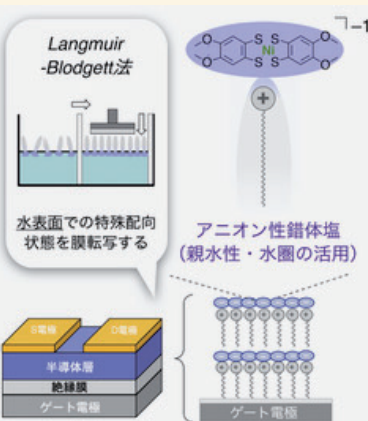 Langmuir
-Blodgett法
水表面での特殊配向
状態を膜転写する
O S S O
Ni
O S S O
−1
+
アニオン性錯体塩
(親水性・水圏の活用)
S電極
D電極
半導体層
絶縁膜
ゲート電極
ゲート電極